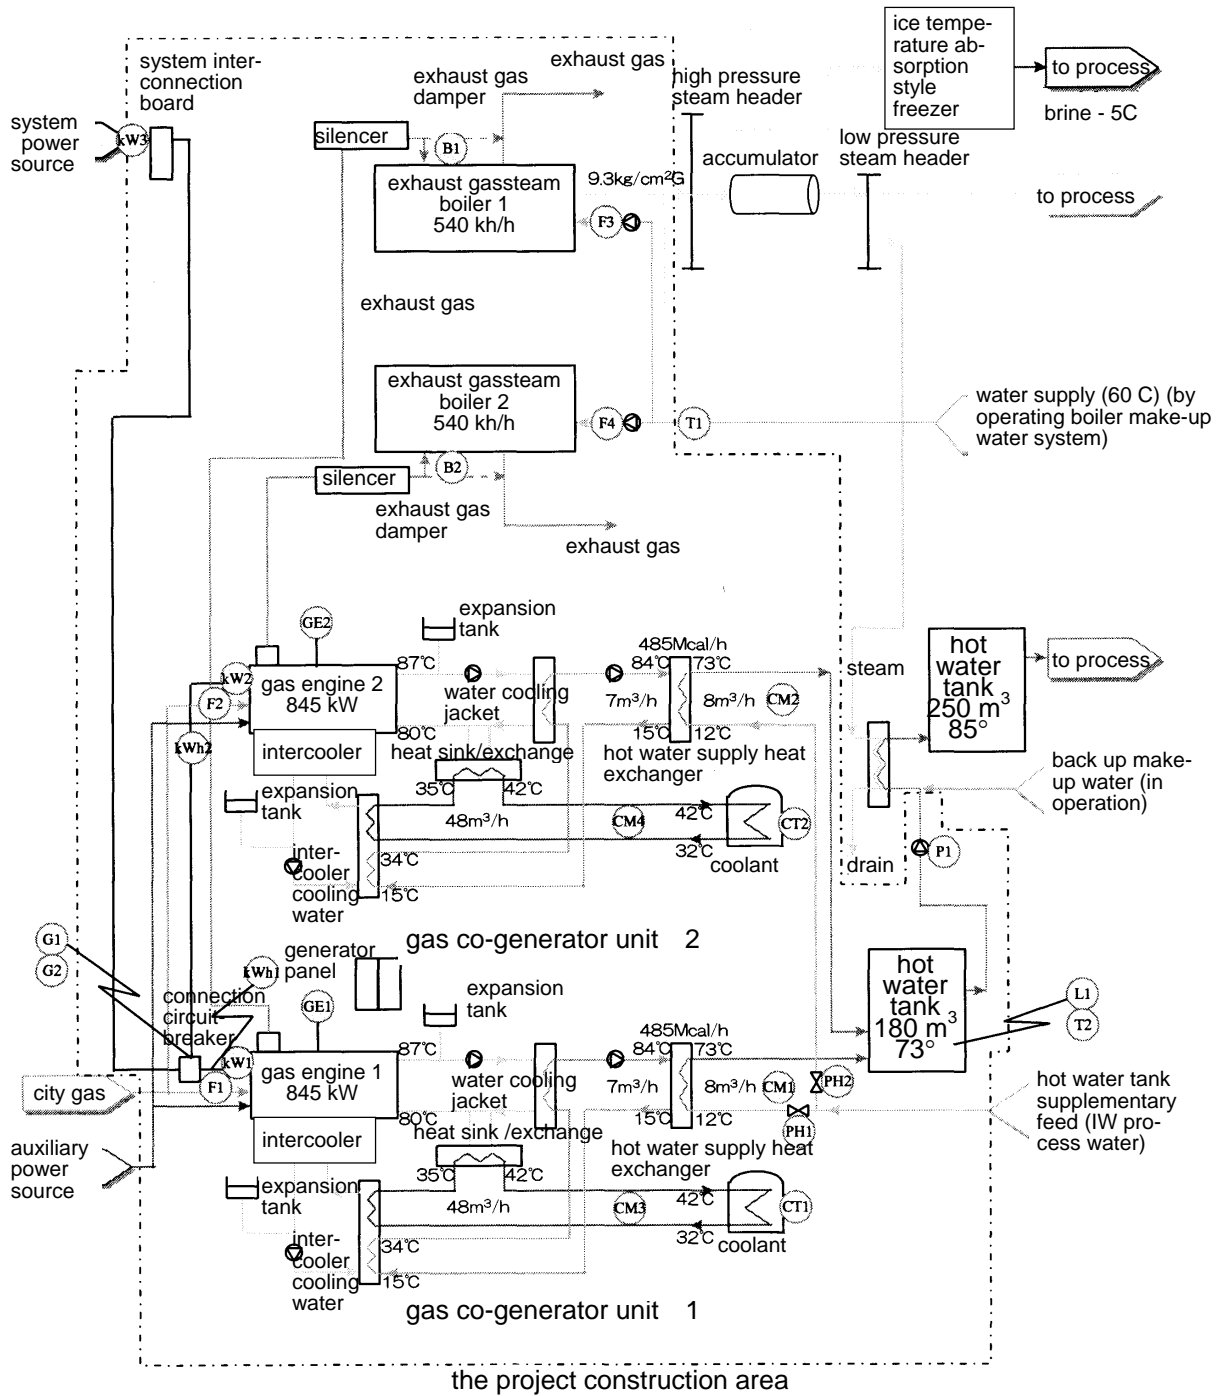 exhaust gas
ice tempe-
rature ab-
sorption
style
freezer
to process
brine - 5C
system inter-
connection
board
exhaust gas
damper
high pressure
steam header
system
power
source
kW3
silencer
B1
low pressure
steam header
accumulator
exhaust gassteam
boiler 1
540 kh/h
9.3kg/cm²G
F3
to process
exhaust gas
exhaust gassteam
boiler 2
540 kh/h
F4
T1
water supply (60 C) (by
operating boiler make-up
water system)
silencer
B2
exhaust gas
damper
exhaust gas
GE2
expansion
tank
485Mcal/h
87℃
84℃
73℃
steam
hot
water
tank
250 m³
85°
to process
kW2
F2
gas engine 2
845 kW
water cooling
jacket
7m³/h
8m³/h
CM2
kWh2
intercooler
80℃
15℃
12℃
heat sink/exchange
hot water supply heat
exchanger
35℃
42℃
back up make-
up water (in
operation)
expansion
tank
48m³/h
CM4
42℃
CT2
32℃
coolant
inter-
cooler
cooling
water
34℃
15℃
drain
P1
gas co-generator unit 2
G1
G2
generator
panel
kWh1
connection
circuit
breaker
GE1
expansion
tank
hot
water
tank
180 m³
73°
L1
T2
485Mcal/h
87℃
84℃
73℃
kW1
F1
gas engine 1
845 kW
water cooling
jacket
7m³/h
8m³/h
CM1
PH2
city gas
hot water tank
supplementary
feed (IW pro-
cess water)
80℃
15℃
12℃
PH1
intercooler
heat sink /exchange
hot water supply heat
exchanger
auxiliary
power
source
35℃
42℃
expansion
tank
48m³/h
CM3
42℃
CT1
32℃
coolant
inter-
cooler
cooling
water
34℃
15℃
gas co-generator unit 1
the project construction area